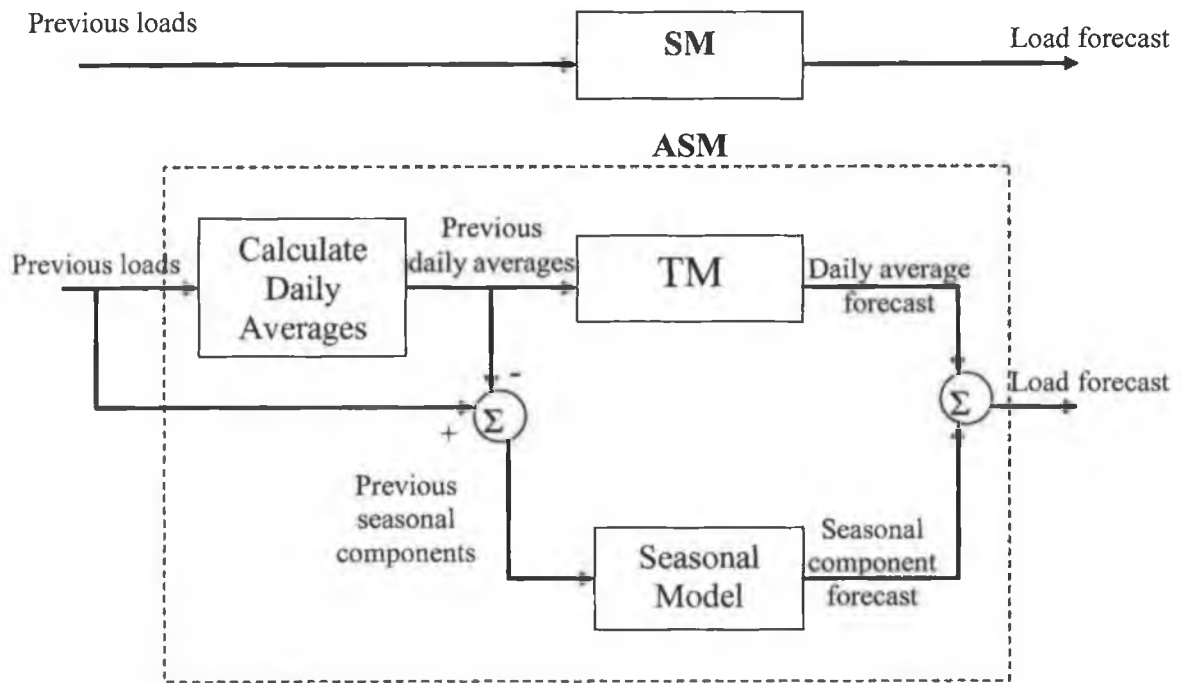 Previous loads
SM
Load forecast
ASM
Previous loads
Calculate
Daily
Averages
Previous
daily averages
TM
Daily average
forecast
-
Σ
+
Σ
Load forecast
Previous
seasonal
components
Seasonal
Model
Seasonal
component
forecast